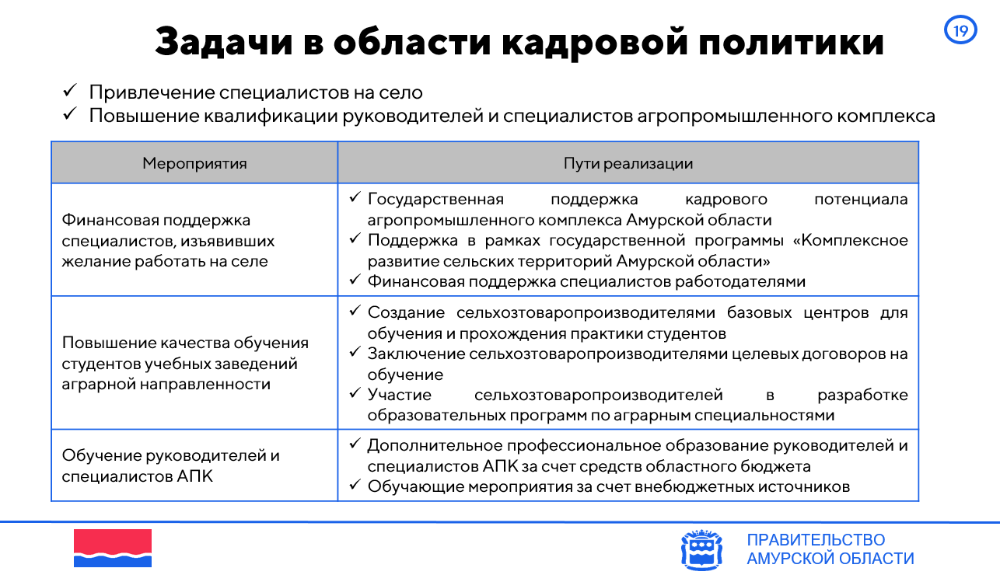 Задачи в области кадровой политики
19
✓ Привлечение специалистов на село
✓ Повышение квалификации руководителей и специалистов агропромышленного комплекса
Мероприятия
Пути реализации
Финансовая поддержка
специалистов, изъявивших
желание работать на селе
✓ Государственная поддержка кадрового потенциала
агропромышленного комплекса Амурской области
✓ Поддержка в рамках государственной программы «Комплексное
развитие сельских территорий Амурской области»
✓ Финансовая поддержка специалистов работодателями
Повышение качества обучения
студентов учебных заведений
аграрной направленности
✓ Создание сельхозтоваропроизводителями базовых центров для
обучения и прохождения практики студентов
✓ Заключение сельхозтоваропроизводителями целевых договоров на
обучение
✓ Участие сельхозтоваропроизводителей в разработке
образовательных программ по аграрным специальностями
Обучение руководителей и
специалистов АПК
✓ Дополнительное профессиональное образование руководителей и
специалистов АПК за счет средств областного бюджета
✓ Обучающие мероприятия за счет внебюджетных источников
ПРАВИТЕЛЬСТВО
АМУРСКОЙ ОБЛАСТИ